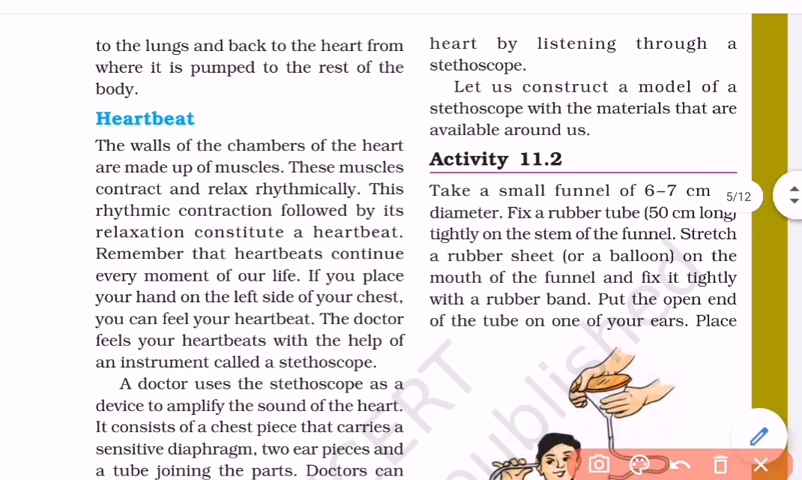 to the lungs and back to the heart from
where it is pumped to the rest of the
body.
Heartbeat
The walls of the chambers of the heart
are made up of muscles. These muscles
contract and relax rhythmically. This
rhythmic contraction followed by its
relaxation constitute a heartbeat.
Remember that heartbeats continue
every moment of our life. If you place
your hand on the left side of your chest,
you can feel your heartbeat. The doctor
feels your heartbeats with the help of
an instrument called a stethoscope.
A doctor uses the stethoscope as a
device to amplify the sound of the heart.
It consists of a chest piece that carries a
sensitive diaphragm, two ear pieces and
a tube joining the parts. Doctors can
heart by listening through a
stethoscope.
Let us construct a model of a
stethoscope with the materials that are
available around us.
Activity 11.2
Take a small funnel of 6–7 cm
diameter. Fix a rubber tube (50 cm long)
tightly on the stem of the funnel. Stretch
a rubber sheet (or a balloon) on the
mouth of the funnel and fix it tightly
with a rubber band. Put the open end
of the tube on one of your ears. Place
5/12
published